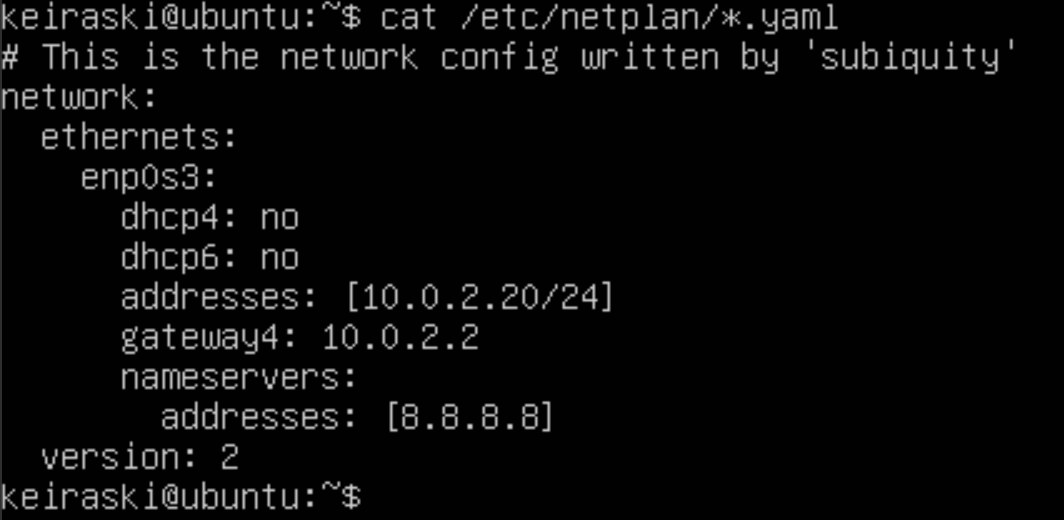 keiraski@ubuntu:~$ cat /etc/netplan/*.yaml
# This is the network config written by 'subiquity'
network:
  ethernets:
    enp0s3:
      dhcp4: no
      dhcp6: no
      addresses: [10.0.2.20/24]
      gateway4: 10.0.2.2
      nameservers:
        addresses: [8.8.8.8]
  version: 2
keiraski@ubuntu:~$